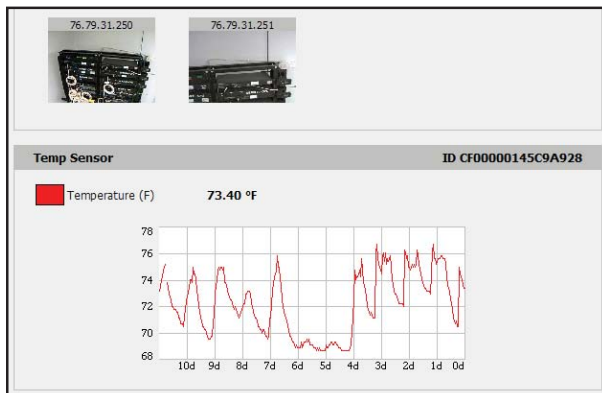 76.79.31.250 76.79.31.251
Temp Sensor ID CF00000145C9A928
Temperature (F) 73.40 °F
78
76
74
72
70
68
10d 9d 8d 7d 6d 5d 4d 3d 2d 1d 0d